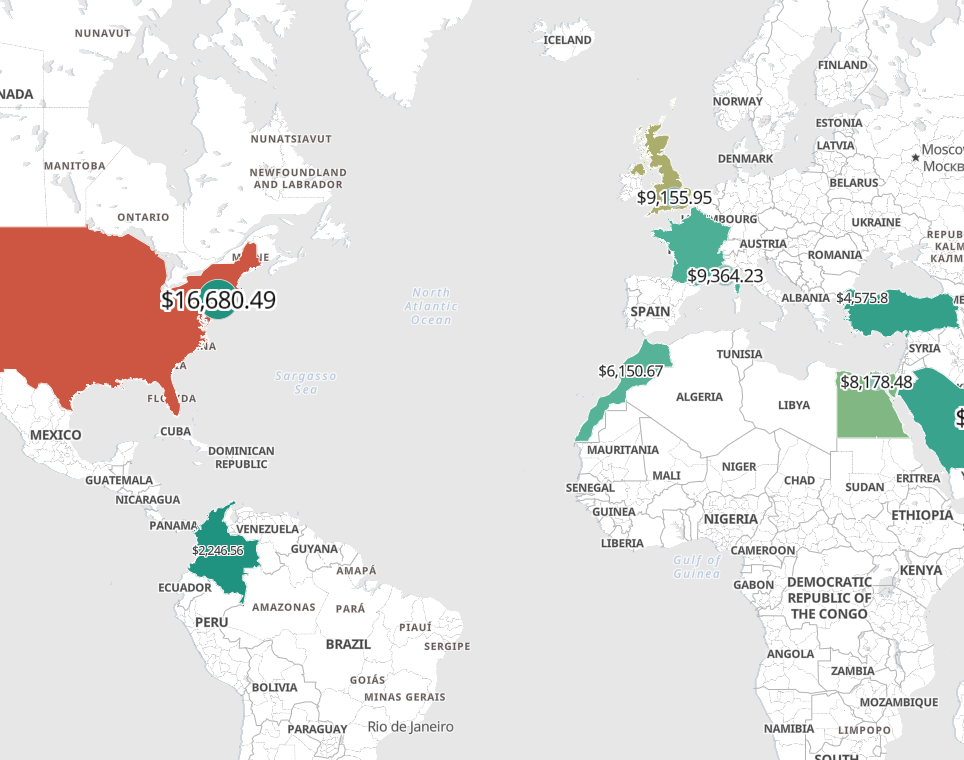 NUNAVUT
ICELAND
FINLAND
NADA
NORWAY
ESTONIA
NUNATSIAVUT
LATVIA
Moscow
Москв
MANITOBA
DENMARK
NEWFOUNDLAND
AND LABRADOR
BELARUS
$9,155.95
ONTARIO
MBOURG
UKRAINE
AUSTRIA
REPUB
KALM
КАЛМ
ROMANIA
$9,364.23
$16,680.49
North
Atlantic
Ocean
SPAIN
ALBANIA
$4,575.8
SYRIA
TUNISIA
Sargasso
Sea
$6,150.67
$8,178.48
FLORIDA
ALGERIA
LIBYA
$
MEXICO
CUBA
DOMINICAN
REPUBLIC
MAURITANIA
GUATEMALA
MALI
NIGER
CHAD
SUDAN
ERITREA
NICARAGUA
SENEGAL
GUINEA
NIGERIA
ETHIOPIA
PANAMA
VENEZUELA
LIBERIA
$2,246.56
GUYANA
CAMEROON
AMAPÁ
Gulf of
Guinea
KENYA
ECUADOR
GABON
DEMOCRATIC
REPUBLIC OF
THE CONGO
AMAZONAS
PARÁ
PERU
PIAUÍ
BRAZIL
SERGIPE
ANGOLA
ZAMBIA
BOLIVIA
GOIÁS
MINAS GERAIS
MOZAMBIQUE
PARAGUAY
Rio de Janeiro
NAMIBIA
LIMPOPO
SOUTH